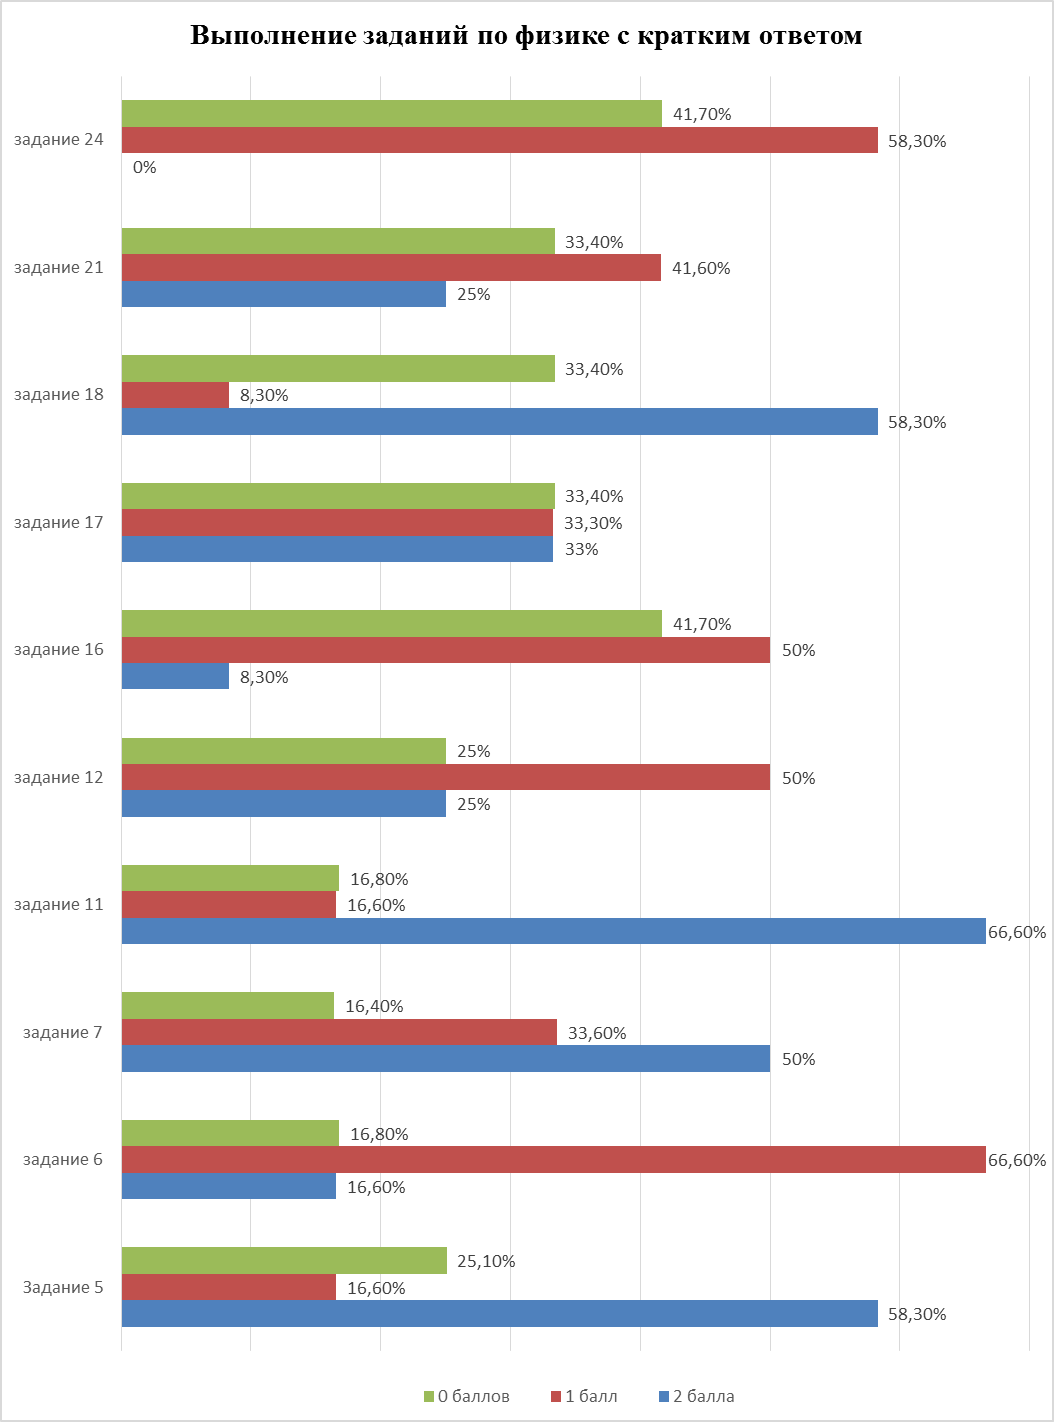 Выполнение заданий по физике с кратким ответом
задание 24
41,70%
58,30%
0%
задание 21
33,40%
41,60%
25%
задание 18
33,40%
8,30%
58,30%
задание 17
33,40%
33,30%
33%
задание 16
41,70%
50%
8,30%
задание 12
25%
50%
25%
задание 11
16,80%
16,60%
66,60%
задание 7
16,40%
33,60%
50%
задание 6
16,80%
66,60%
16,60%
Задание 5
25,10%
16,60%
58,30%
0 баллов 1 балл 2 балла